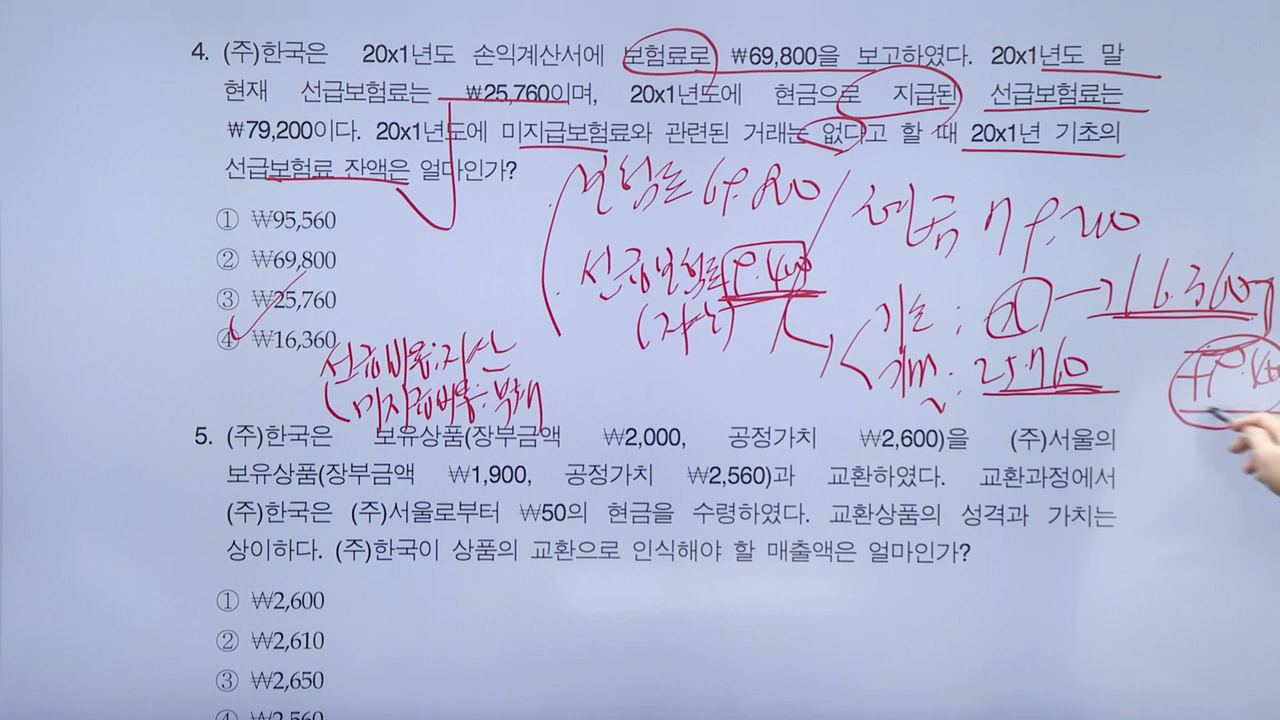 4. (주)한국은 20x1년도 손익계산서에 보험료로 ₩69,800을 보고하였다. 20x1년도 말
현재 선급보험료는 ₩25,760이며, 20x1년도에 현금으로 지급된 선급보험료는
₩79,200이다. 20x1년도에 미지급보험료와 관련된 거래는 없다고 할 때 20x1년 기초의
선급보험료 잔액은 얼마인가?
보험료 69.800 / 현금 79.200
① ₩95,560
② ₩69,800
선급보험료 9.400
(자산)
기초 : x → 16.360
③ ₩25,760
④ ₩16,360
기말 : 25.760
+9.400
선급비용:자산
미지급비용:부채
5. (주)한국은 보유상품(장부금액 ₩2,000, 공정가치 ₩2,600)을 (주)서울의
보유상품(장부금액 ₩1,900, 공정가치 ₩2,560)과 교환하였다. 교환과정에서
(주)한국은 (주)서울로부터 ₩50의 현금을 수령하였다. 교환상품의 성격과 가치는
상이하다. (주)한국이 상품의 교환으로 인식해야 할 매출액은 얼마인가?
① ₩2,600
② ₩2,610
③ ₩2,650
④ ₩2,560